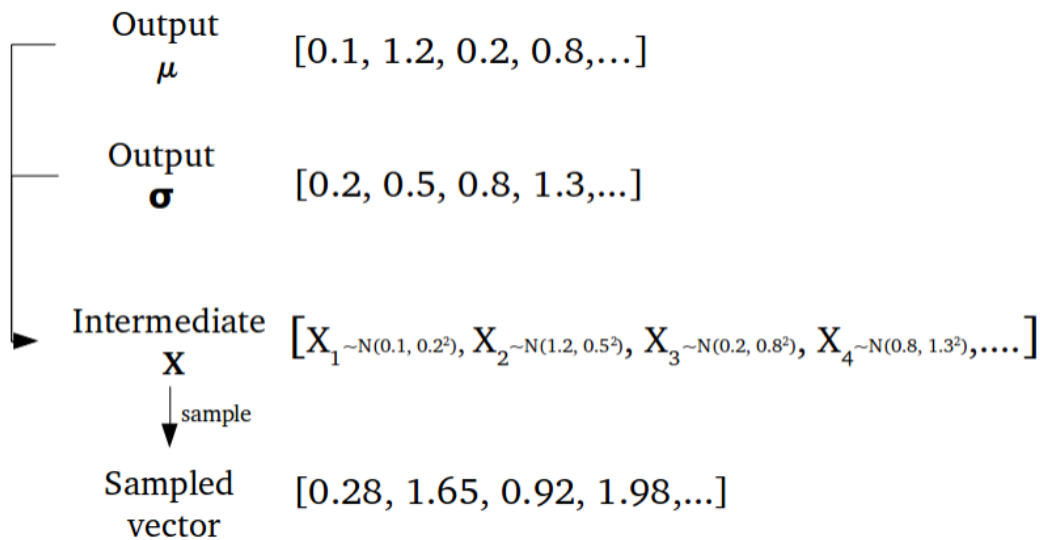 Output
μ
[0.1, 1.2, 0.2, 0.8,...]
Output
σ
[0.2, 0.5, 0.8, 1.3,...]
Intermediate
X
[X₁~N(0.1, 0.2²), X₂~N(1.2, 0.5²), X₃~N(0.2, 0.8²), X₄~N(0.8, 1.3²),....]
sample
Sampled
vector
[0.28, 1.65, 0.92, 1.98,...]